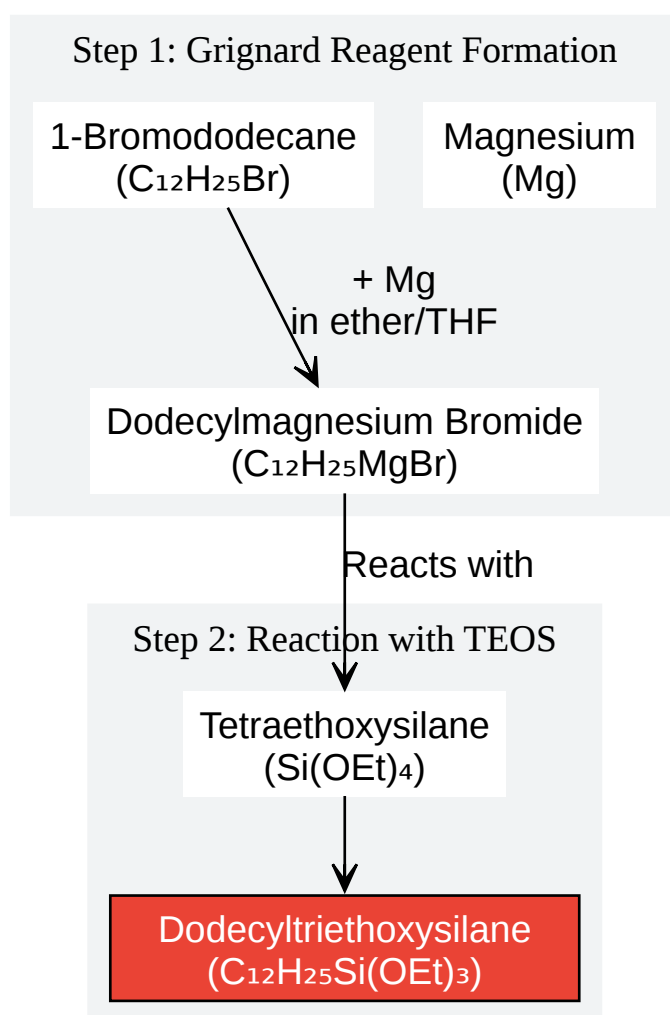 Step 1: Grignard Reagent Formation
1-Bromododecane
(C₁₂H₂₅Br)
Magnesium
(Mg)
+ Mg
in ether/THF
Dodecylmagnesium Bromide
(C₁₂H₂₅MgBr)
Reacts with
Step 2: Reaction with TEOS
Tetraethoxysilane
(Si(OEt)₄)
Dodecyltriethoxysilane
(C₁₂H₂₅Si(OEt)₃)